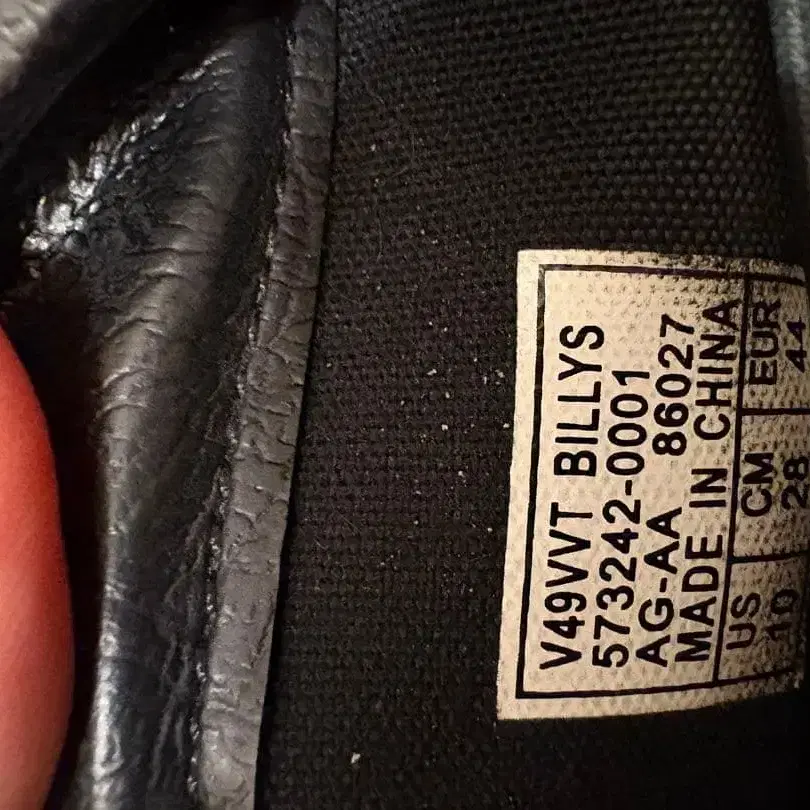 V49VVT BILLYS
573242-0001
AG-AA 86027
MADE IN CHINA
US CM EUR
10 28 44